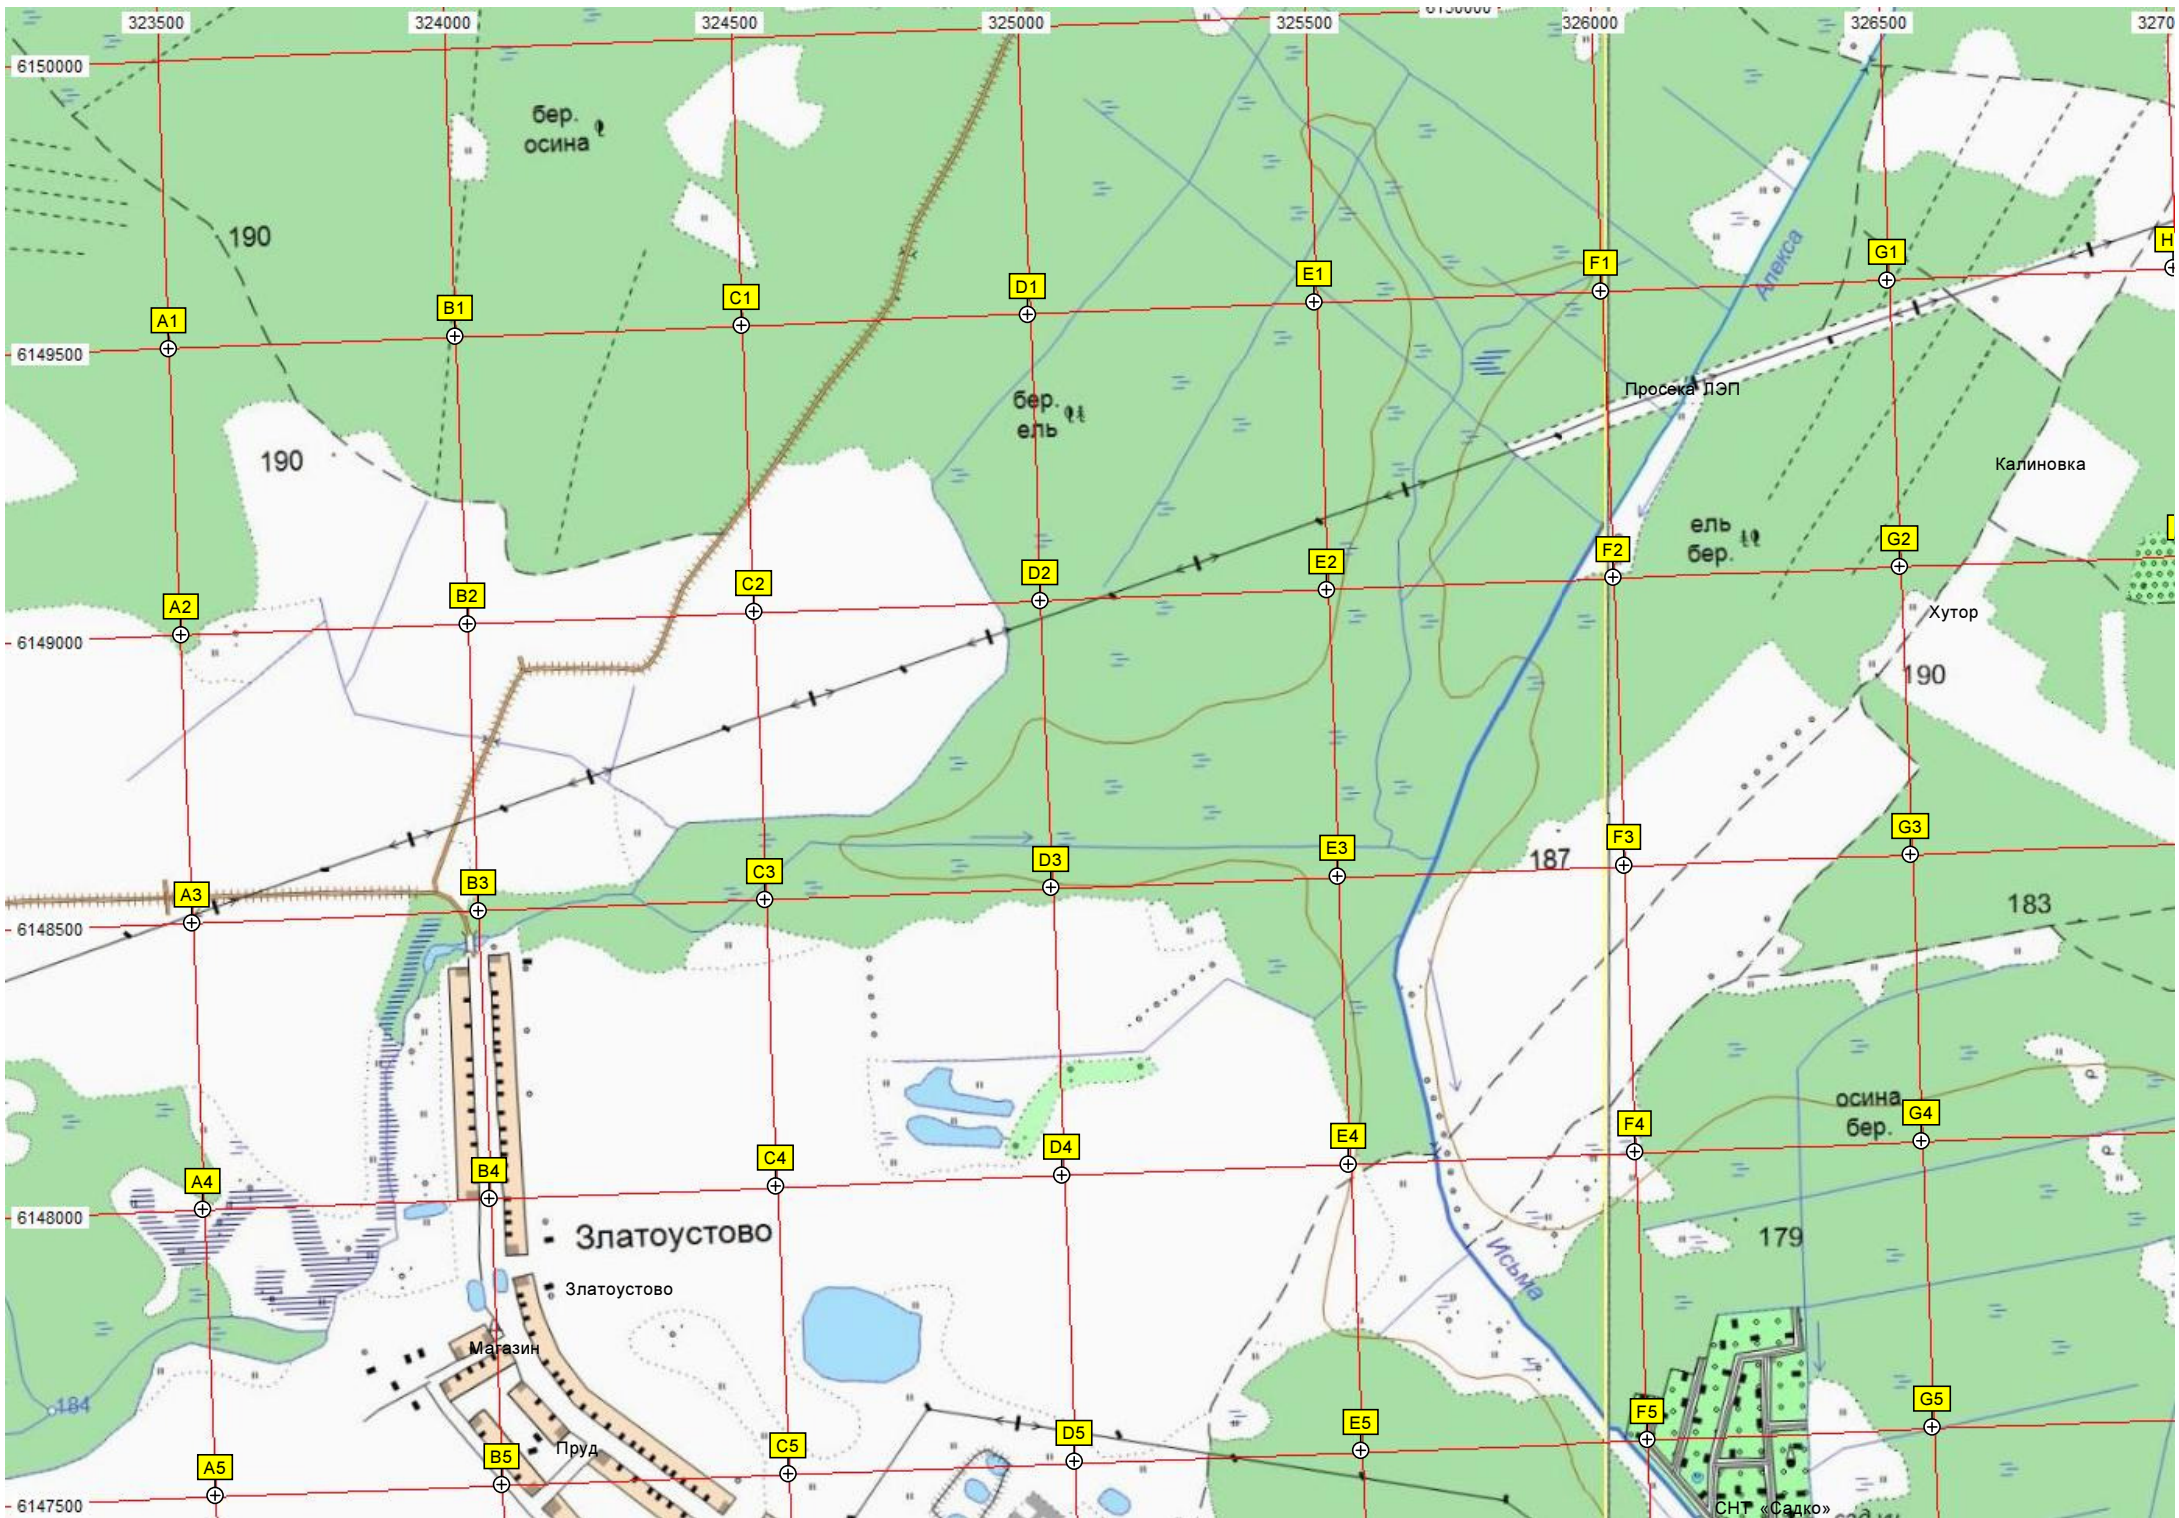 323500 324000 324500 325000 325500 6150000 326000 326500
6150000
бер.
осина
190
Алекса
A1 B1 C1 D1 E1 F1 G1 H
6149500
Просека ЛЭП
бер.
ель
190
Калиновка
ель
бер.
A2 B2 C2 D2 E2 F2 G2
Хутор
6149000
190
187
A3 B3 C3 D3 E3 F3 G3
183
6148500
осина
бер.
A4 B4 C4 D4 E4 F4 G4
6148000
Златоустово
179
Исьма
Златоустово
Магазин
184
Пруд
A5 B5 C5 D5 E5 F5 G5
6147500
СНТ «Садко»